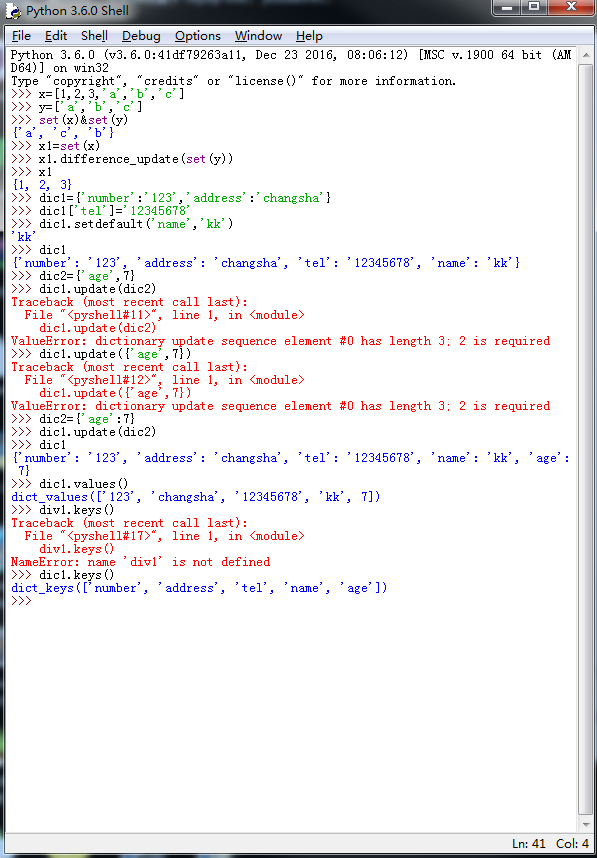 Python 3.6.0 Shell
File Edit Shell Debug Options Window Help
Python 3.6.0 (v3.6.0:41df79263a11, Dec 23 2016, 08:06:12) [MSC v.1900 64 bit (AM
D64)] on win32
Type "copyright", "credits" or "license()" for more information.
>>> x=[1,2,3,'a','b','c']
>>> y=['a','b','c']
>>> set(x)&set(y)
{'a', 'c', 'b'}
>>> x1=set(x)
>>> x1.difference_update(set(y))
>>> x1
{1, 2, 3}
>>> dic1={'number':'123','address':'changsha'}
>>> dic1['tel']='12345678'
>>> dic1.setdefault('name','kk')
'kk'
>>> dic1
{'number': '123', 'address': 'changsha', 'tel': '12345678', 'name': 'kk'}
>>> dic2={'age',7}
>>> dic1.update(dic2)
Traceback (most recent call last):
  File "<pyshell#11>", line 1, in <module>
    dic1.update(dic2)
ValueError: dictionary update sequence element #0 has length 3; 2 is required
>>> dic1.update({'age',7})
Traceback (most recent call last):
  File "<pyshell#12>", line 1, in <module>
    dic1.update({'age',7})
ValueError: dictionary update sequence element #0 has length 3; 2 is required
>>> dic2={'age':7}
>>> dic1.update(dic2)
>>> dic1
{'number': '123', 'address': 'changsha', 'tel': '12345678', 'name': 'kk', 'age':
 7}
>>> dic1.values()
dict_values(['123', 'changsha', '12345678', 'kk', 7])
>>> div1.keys()
Traceback (most recent call last):
  File "<pyshell#17>", line 1, in <module>
    div1.keys()
NameError: name 'div1' is not defined
>>> dic1.keys()
dict_keys(['number', 'address', 'tel', 'name', 'age'])
>>>
Ln: 41 Col: 4